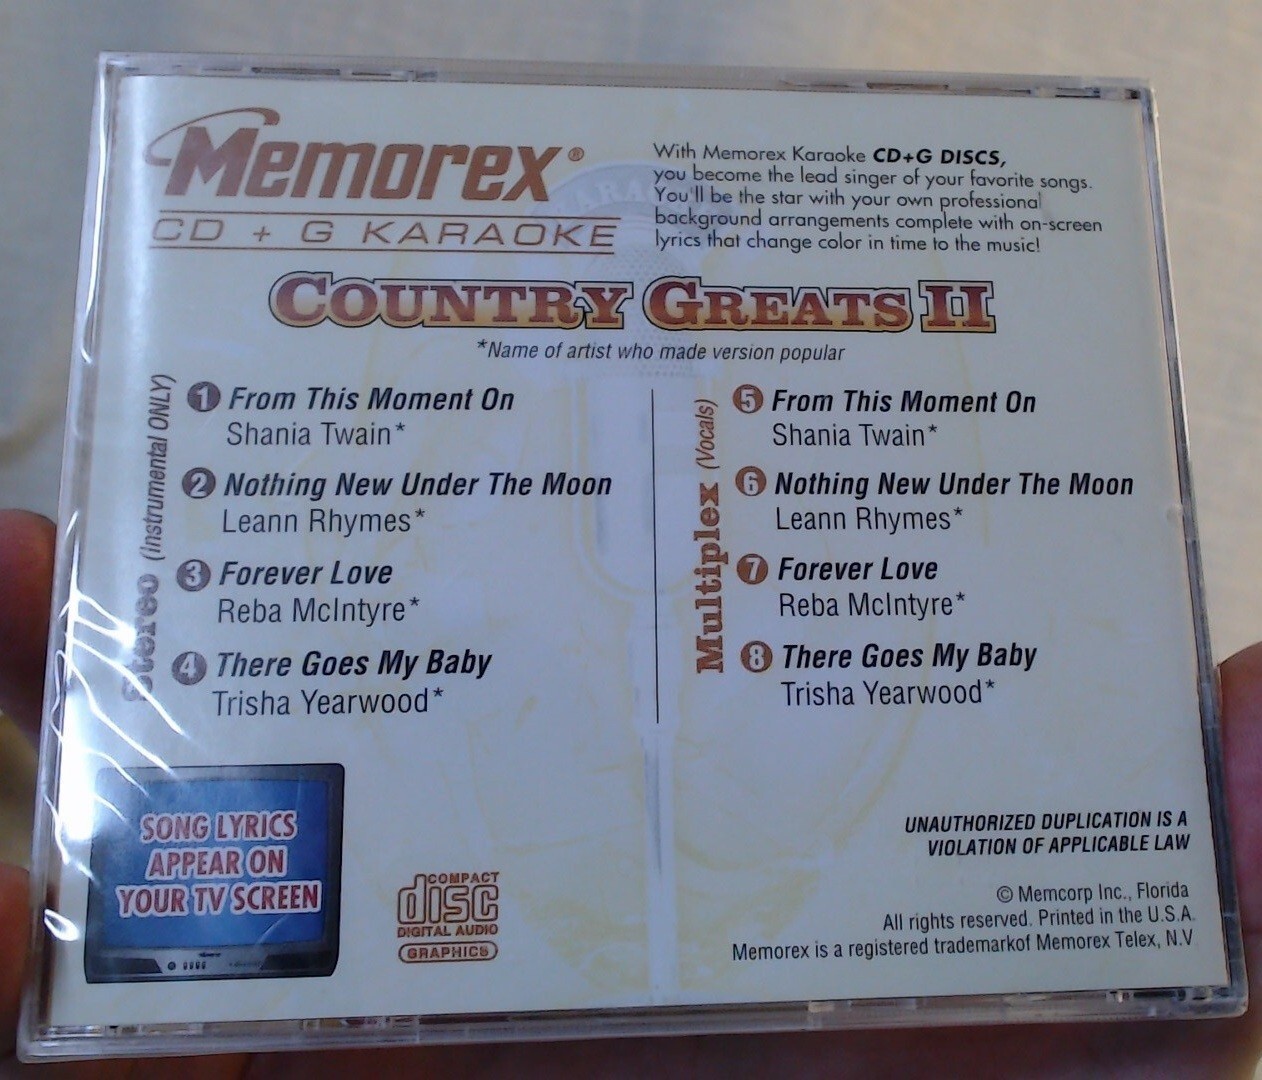 Memorex®
CD + G KARAOKE
With Memorex Karaoke CD+G DISCS,
you become the lead singer of your favorite songs.
You'll be the star with your own professional
background arrangements complete with on-screen
lyrics that change color in time to the music!
KARAOKE
COUNTRY GREATS II
*Name of artist who made version popular
Stereo (Instrumental ONLY)
1 From This Moment On
Shania Twain*
2 Nothing New Under The Moon
Leann Rhymes*
3 Forever Love
Reba McIntyre*
4 There Goes My Baby
Trisha Yearwood*
Multiplex (Vocals)
5 From This Moment On
Shania Twain*
6 Nothing New Under The Moon
Leann Rhymes*
7 Forever Love
Reba McIntyre*
8 There Goes My Baby
Trisha Yearwood*
SONG LYRICS
APPEAR ON
YOUR TV SCREEN
COMPACT
disc
DIGITAL AUDIO
GRAPHICS
UNAUTHORIZED DUPLICATION IS A
VIOLATION OF APPLICABLE LAW
© Memcorp Inc., Florida
All rights reserved. Printed in the U.S.A.
Memorex is a registered trademarkof Memorex Telex, N.V